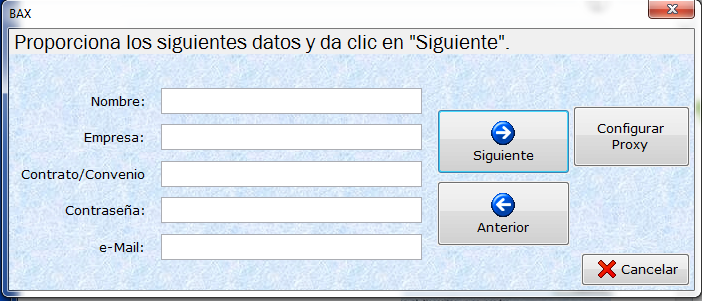 BAX
Proporciona los siguientes datos y da clic en "Siguiente".
Nombre:
Empresa:
Contrato/Convenio
Contraseña:
e-Mail:
Siguiente
Anterior
Configurar
Proxy
Cancelar